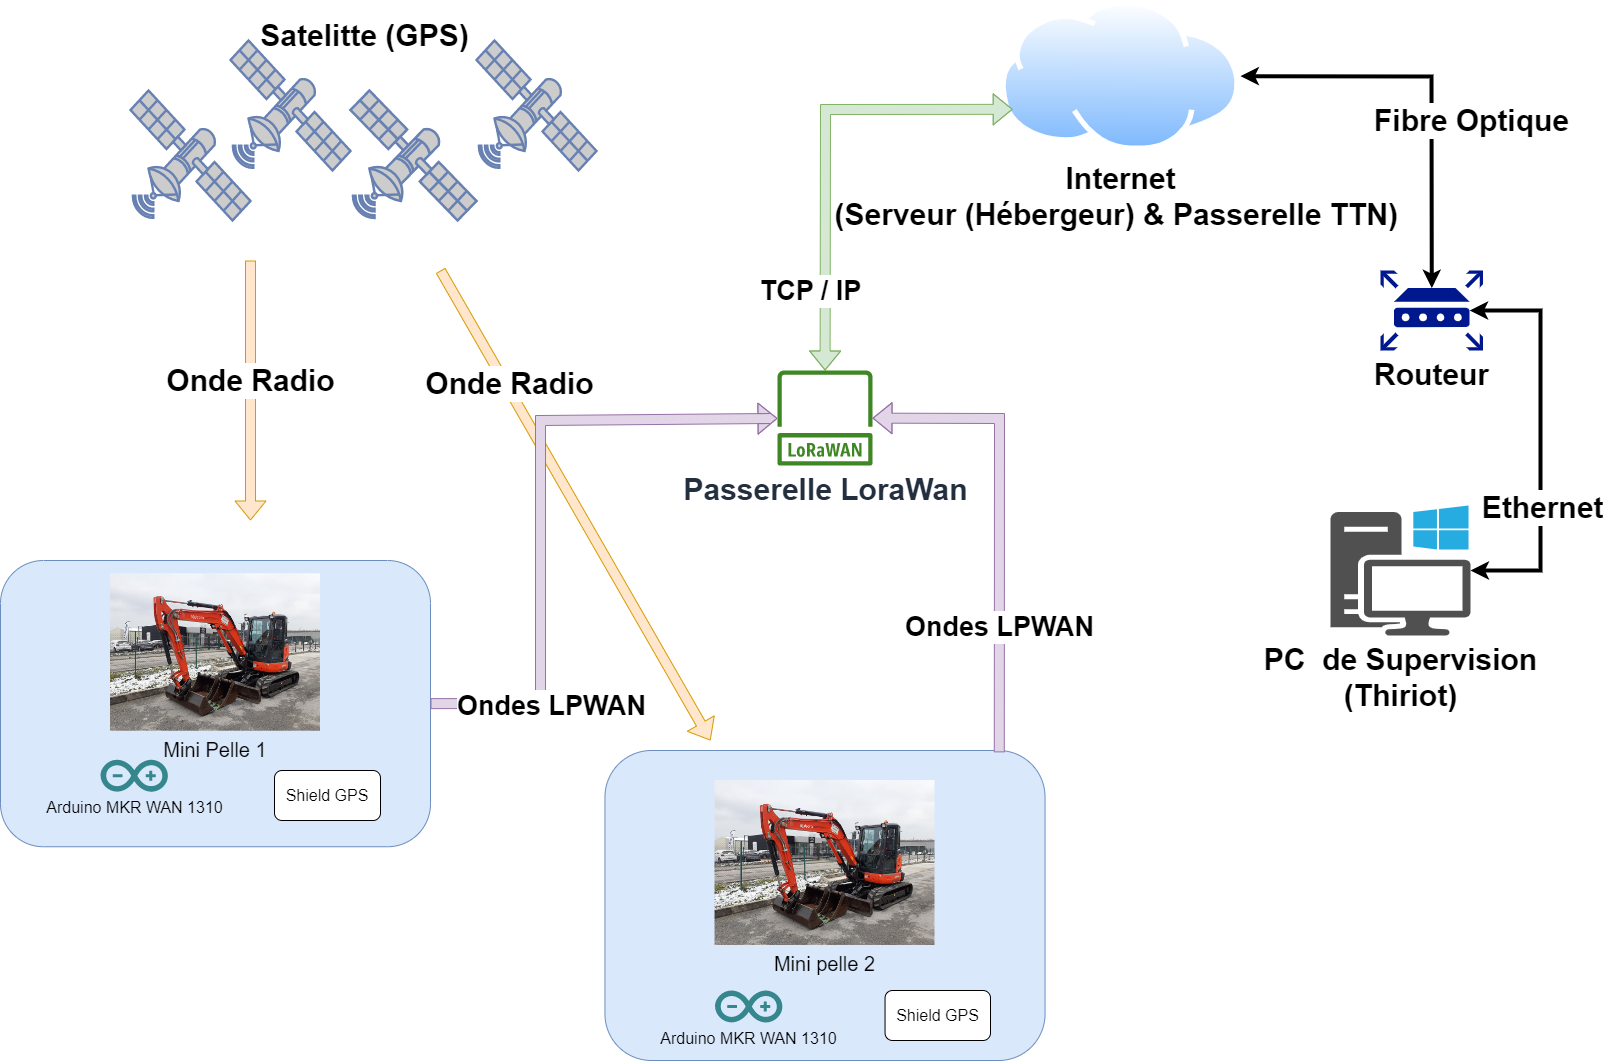 Satelitte (GPS)
Fibre Optique
Internet
(Serveur (Hébergeur) & Passerelle TTN)
TCP / IP
Onde Radio
Onde Radio
Routeur
LoRaWAN
Passerelle LoraWan
Ethernet
Ondes LPWAN
PC  de Supervision
(Thiriot)
Ondes LPWAN
Mini Pelle 1
Arduino MKR WAN 1310
Shield GPS
Mini pelle 2
Arduino MKR WAN 1310
Shield GPS